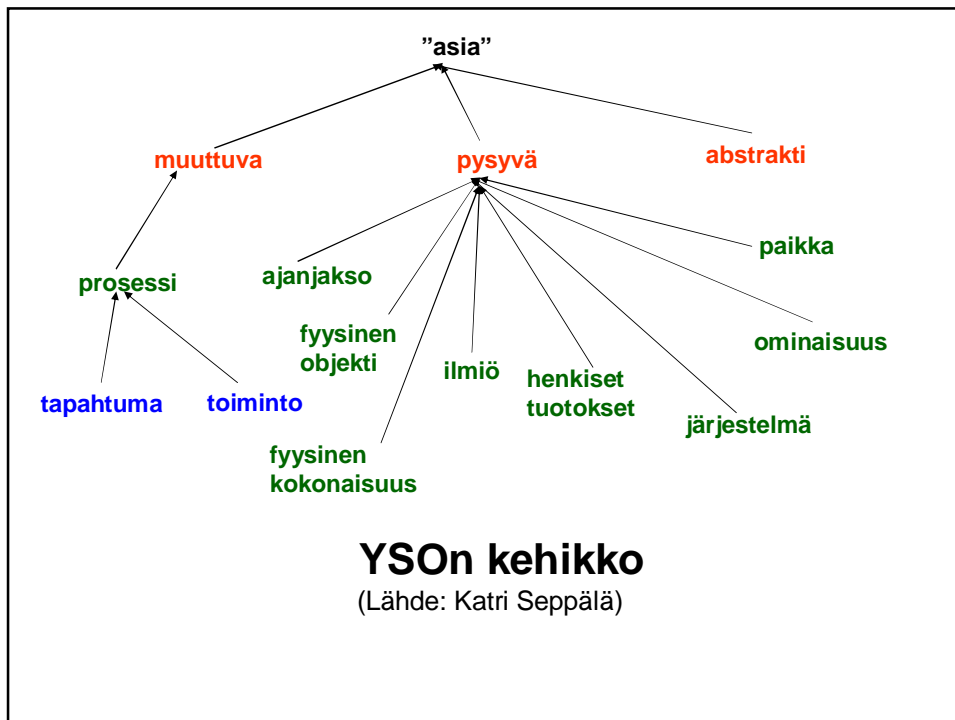 ”asia”
muuttuva
pysyvä
abstrakti
paikka
prosessi
ajanjakso
fyysinen
objekti
ilmiö
henkiset
tuotokset
ominaisuus
järjestelmä
tapahtuma
toiminto
fyysinen
kokonaisuus
YSOn kehikko
(Lähde: Katri Seppälä)